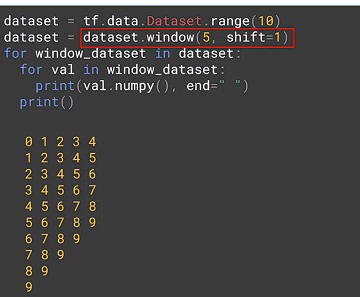 dataset = tf.data.Dataset.range(10)
dataset = dataset.window(5, shift=1)
for window_dataset in dataset:
  for val in window_dataset:
    print(val.numpy(), end=" ")
  print()
0 1 2 3 4
1 2 3 4 5
2 3 4 5 6
3 4 5 6 7
4 5 6 7 8
5 6 7 8 9
6 7 8 9
7 8 9
8 9
9